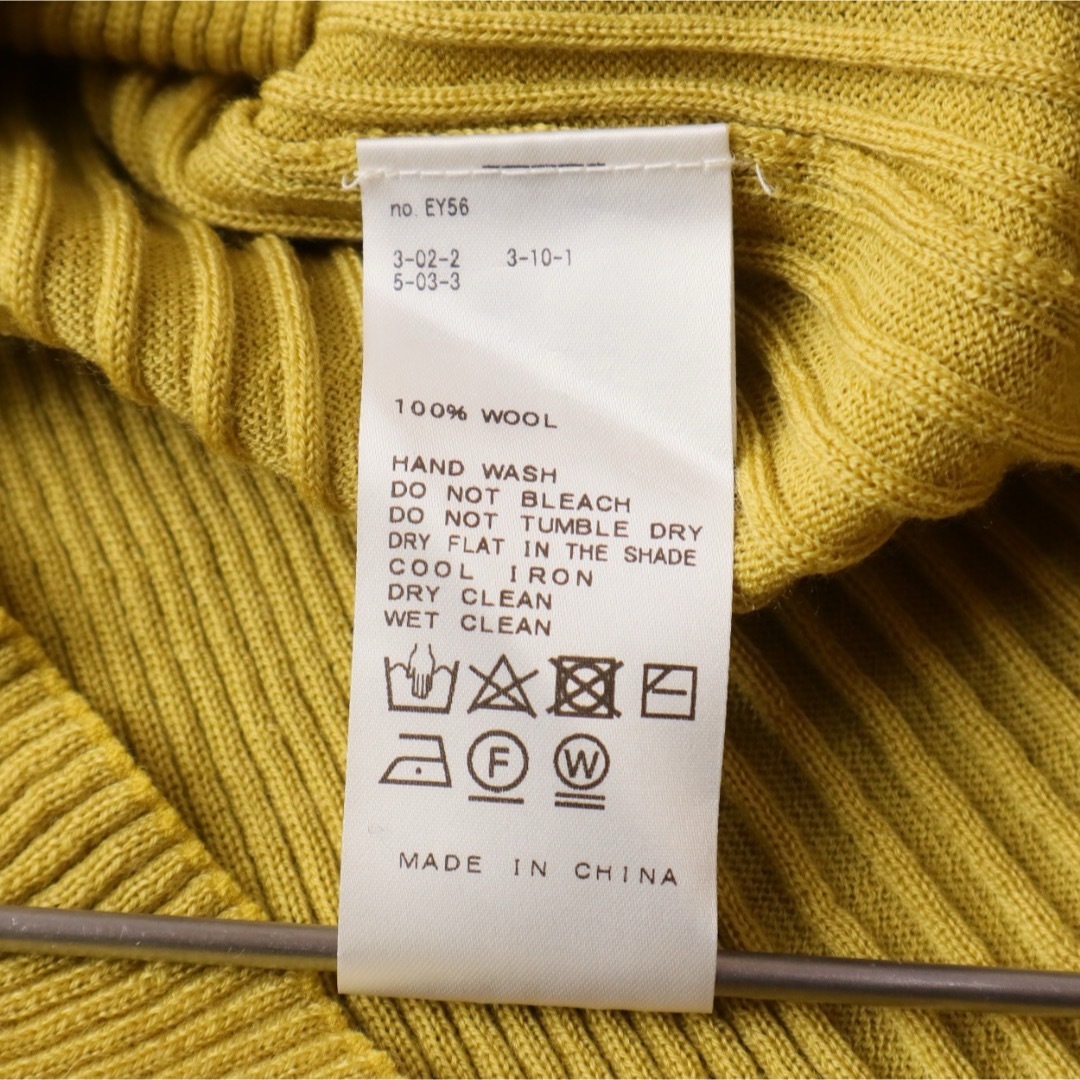 no. EY56
3-02-2 3-10-1
5-03-3
100% WOOL
HAND WASH
DO NOT BLEACH
DO NOT TUMBLE DRY
DRY FLAT IN THE SHADE
COOL IRON
DRY CLEAN
WET CLEAN
F W
MADE IN CHINA